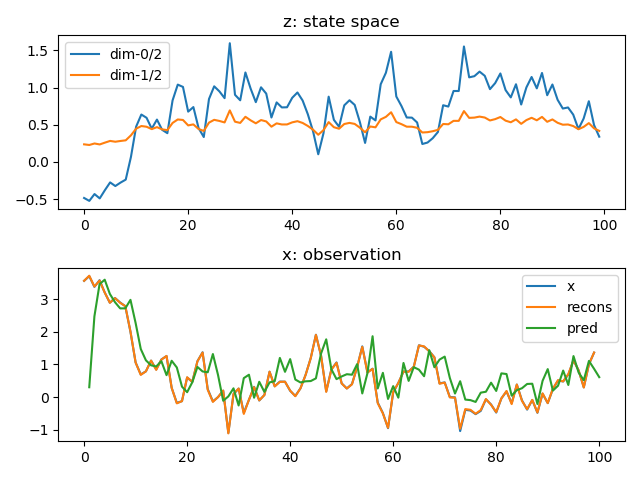 z: state space
1.5
1.0
0.5
0.0
−0.5
dim-0/2
dim-1/2
0 20 40 60 80 100
x: observation
3
2
1
0
−1
x
recons
pred
0 20 40 60 80 100